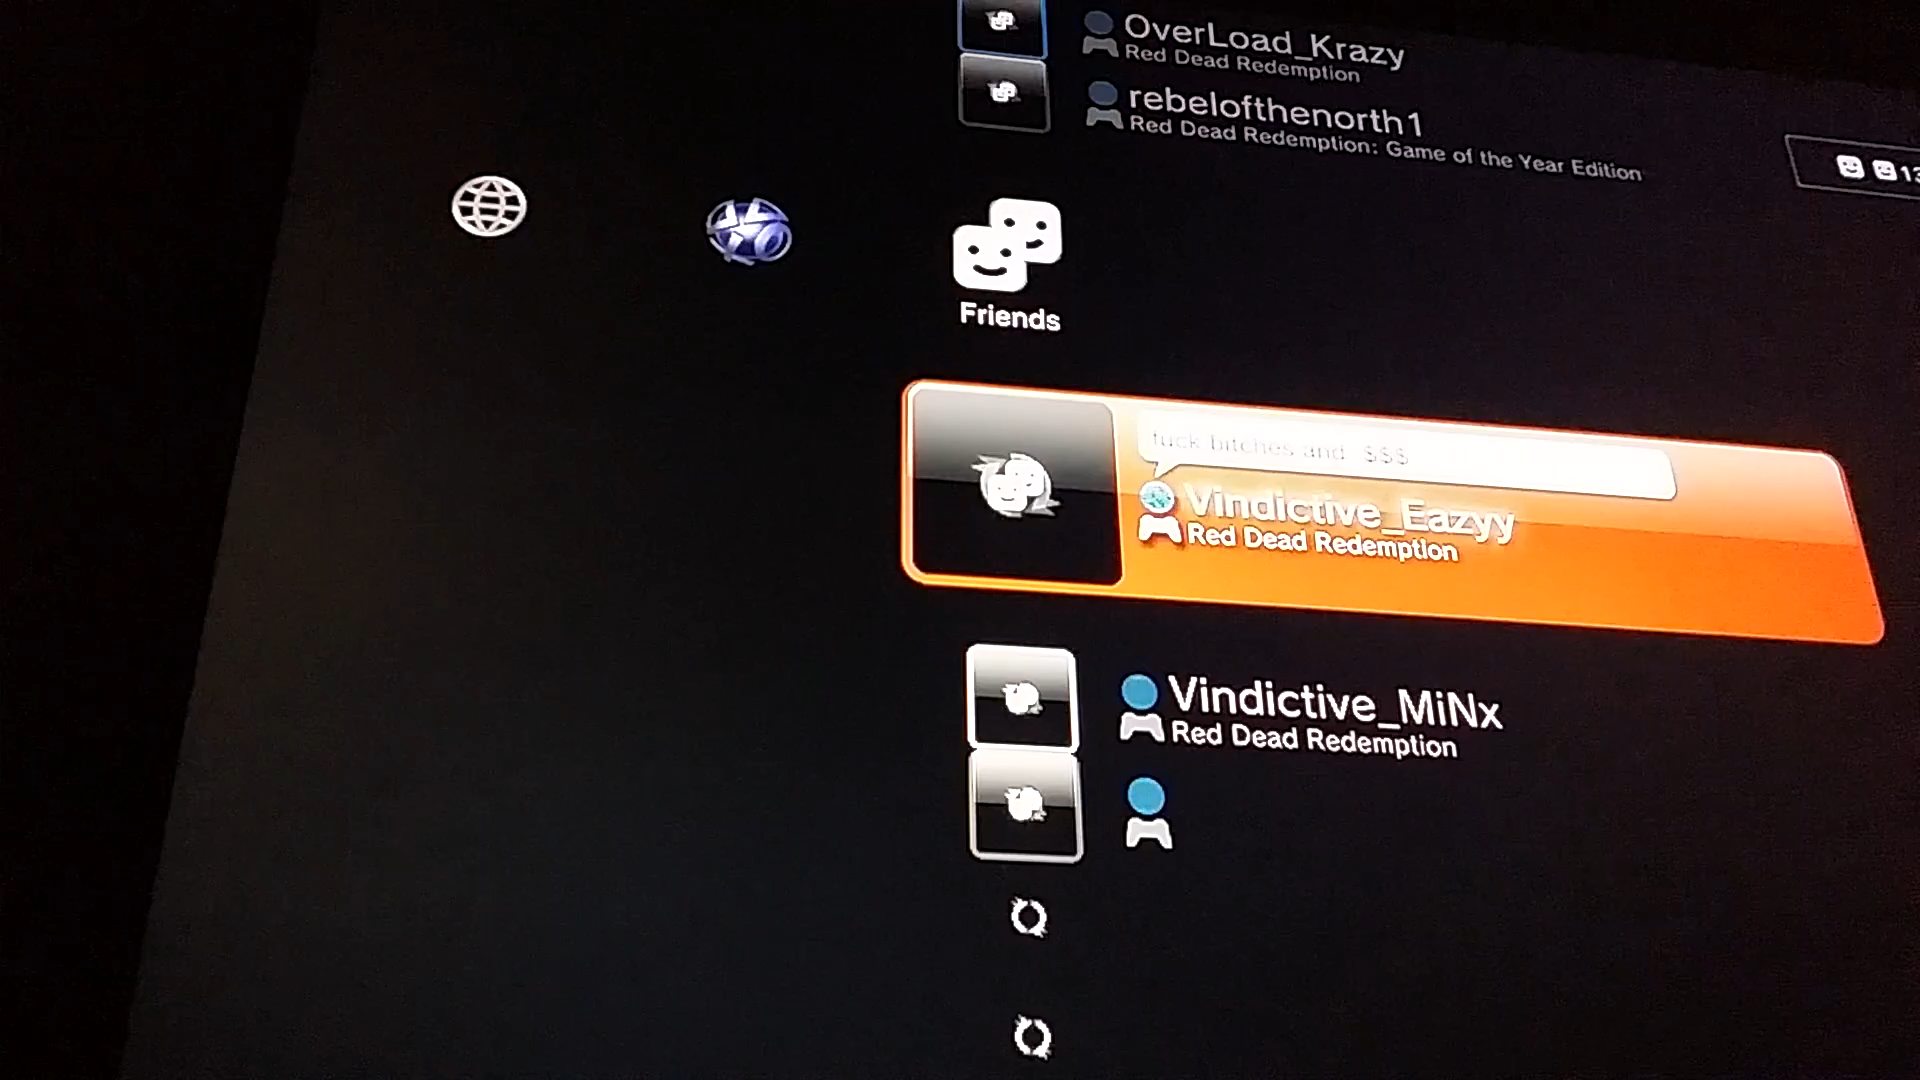 OverLoad_Krazy
Red Dead Redemption
rebelofthenorth1
Red Dead Redemption: Game of the Year Edition
13
Friends
fuck bitches and $$$
Vindictive_Eazyy
Red Dead Redemption
Vindictive_MiNx
Red Dead Redemption